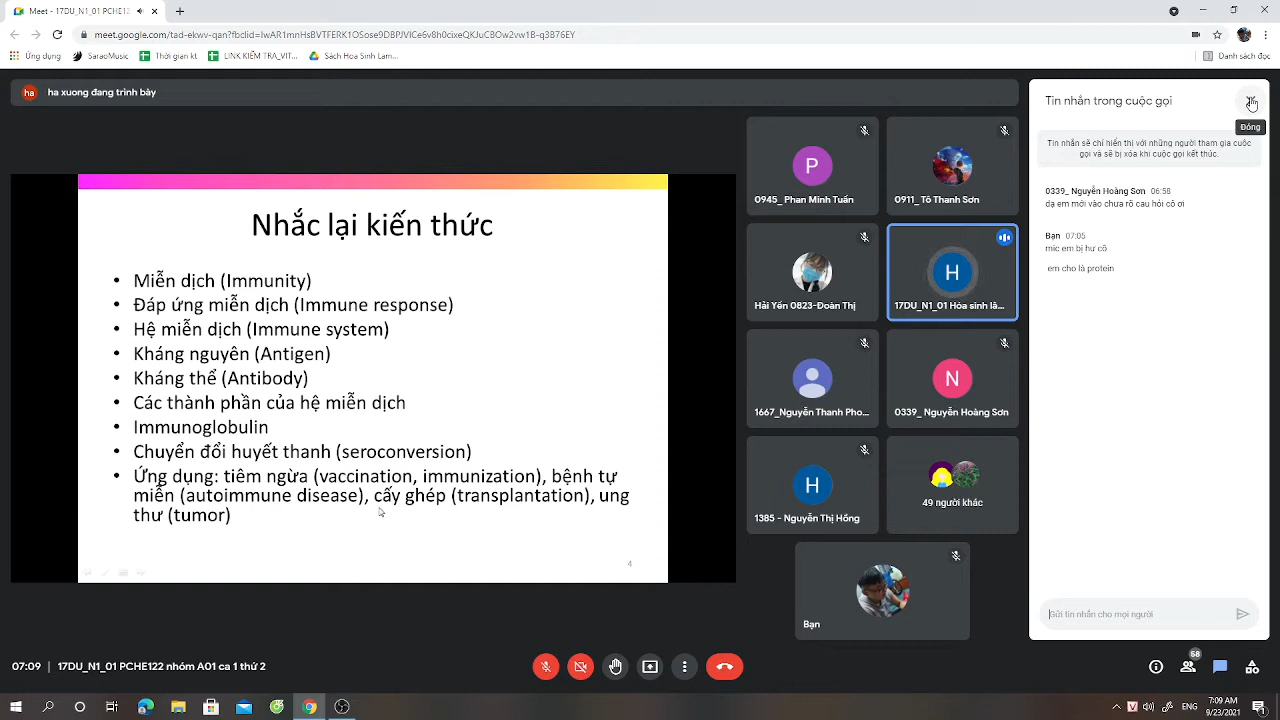 Meet - 17DU_N1_01 PCHE12
meet.google.com/tad-ekwv-qan?fbclid=IwAR1mnHsBVTFERK1OSose9D8PJVlCe6v8h0cixeQKJuCBOw2vw1B-q3B76EY
Ứng dụng
SaraoMusic
Thời gian kt
LINK KIỂM TRA_VIT...
Sách Hoa Sinh Lam...
Danh sách đọc
ha
ha xuong đang trình bày
Nhắc lại kiến thức
• Miễn dịch (Immunity)
• Đáp ứng miễn dịch (Immune response)
• Hệ miễn dịch (Immune system)
• Kháng nguyên (Antigen)
• Kháng thể (Antibody)
• Các thành phần của hệ miễn dịch
• Immunoglobulin
• Chuyển đổi huyết thanh (seroconversion)
• Ứng dụng: tiêm ngừa (vaccination, immunization), bệnh tự
miễn (autoimmune disease), cấy ghép (transplantation), ung
thư (tumor)
4
P
0945_ Phan Minh Tuấn
0911_ Tô Thanh Sơn
Hải Yến 0823-Đoàn Thị
H
17DU_N1_01 Hóa sinh lâ...
1667_Nguyễn Thanh Pho...
N
0339_ Nguyễn Hoàng Sơn
H
1385 - Nguyễn Thị Hồng
49 người khác
Bạn
Tin nhắn trong cuộc gọi
Đóng
Tin nhắn sẽ chỉ hiển thị với những người tham gia cuộc
gọi và sẽ bị xóa khi cuộc gọi kết thúc.
0339_ Nguyễn Hoàng Sơn 06:58
dạ em mới vào chưa rõ cau hỏi cô ơi
Bạn 07:05
mic em bị hư cô
em cho là protein
Gửi tin nhắn cho mọi người
07:09 | 17DU_N1_01 PCHE122 nhóm A01 ca 1 thứ 2
58
7:09 AM
9/23/2021